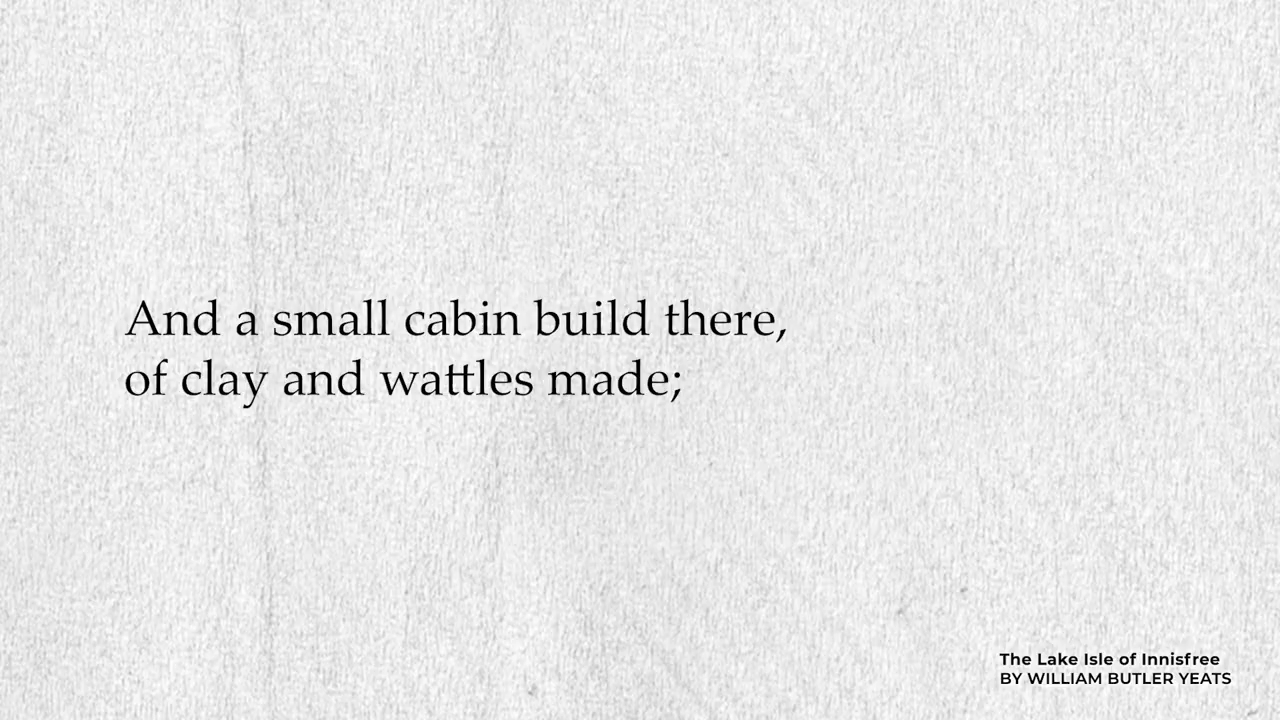 And a small cabin build there,
of clay and wattles made;
The Lake Isle of Innisfree
BY WILLIAM BUTLER YEATS